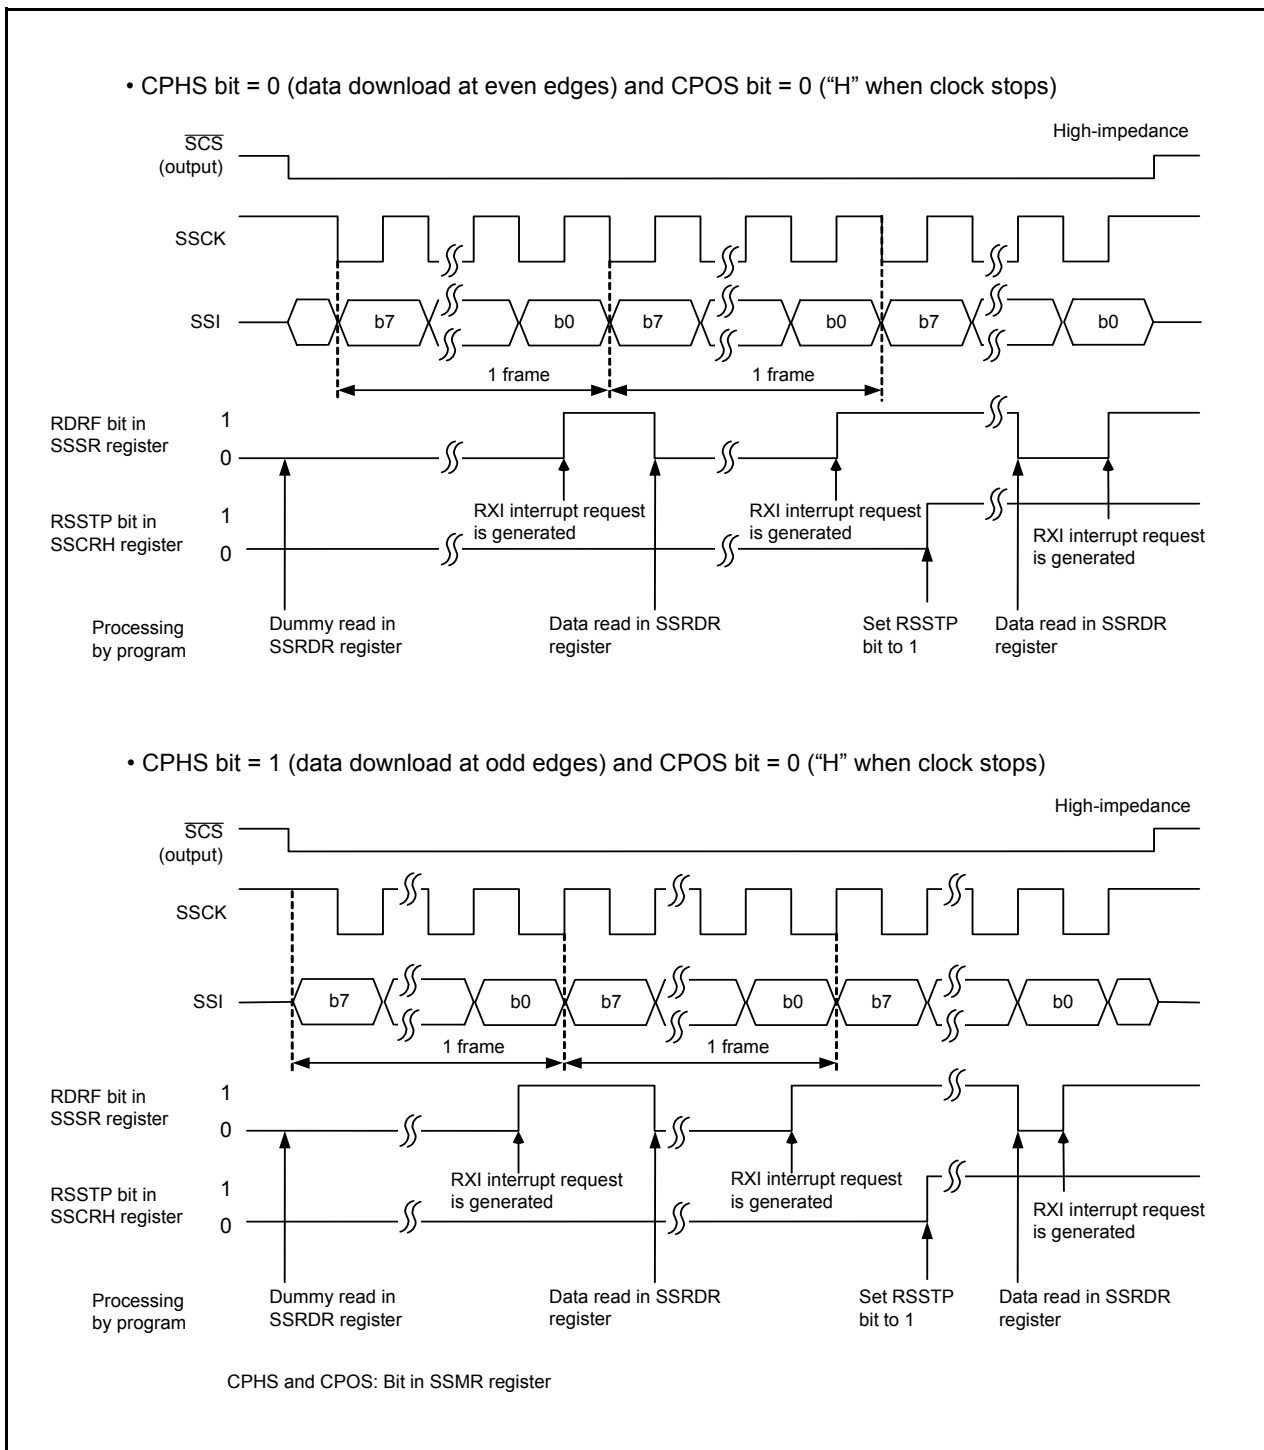 • CPHS bit = 0 (data download at even edges) and CPOS bit = 0 (“H” when clock stops)
High-impedance
SCS
(output)
SSCK
SSI
b7
b0
b7
b0
b7
b0
1 frame
1 frame
RDRF bit in
SSSR register
1
0
RXI interrupt request
is generated
RXI interrupt request
is generated
RXI interrupt request
is generated
RSSTP bit in
SSCRH register
1
0
Processing
by program
Dummy read in
SSRDR register
Data read in SSRDR
register
Set RSSTP
bit to 1
Data read in SSRDR
register
• CPHS bit = 1 (data download at odd edges) and CPOS bit = 0 (“H” when clock stops)
High-impedance
SCS
(output)
SSCK
SSI
b7
b0
b7
b0
b7
b0
1 frame
1 frame
RDRF bit in
SSSR register
1
0
RXI interrupt request
is generated
RXI interrupt request
is generated
RXI interrupt request
is generated
RSSTP bit in
SSCRH register
1
0
Processing
by program
Dummy read in
SSRDR register
Data read in SSRDR
register
Set RSSTP
bit to 1
Data read in SSRDR
register
CPHS and CPOS: Bit in SSMR register